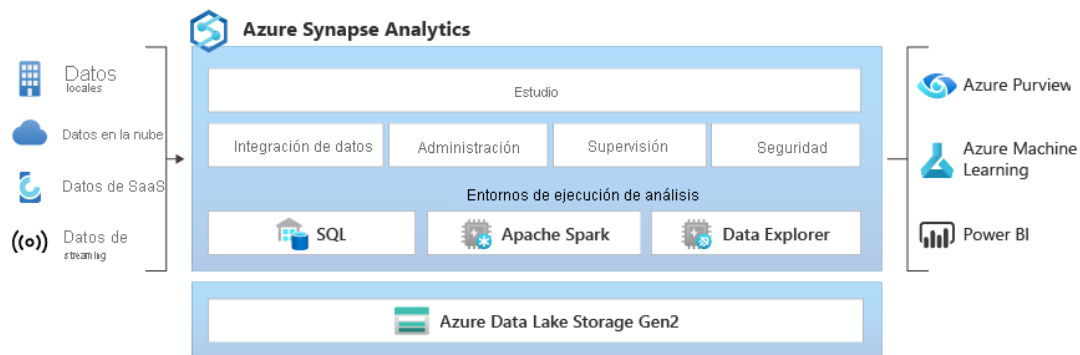 Azure Synapse Analytics
Datos
locales
Datos en la nube
Datos de SaaS
Datos de
streaming
Estudio
Integración de datos
Administración
Supervisión
Seguridad
Entornos de ejecución de análisis
SQL
Apache Spark
Data Explorer
Azure Data Lake Storage Gen2
Azure Purview
Azure Machine
Learning
Power BI